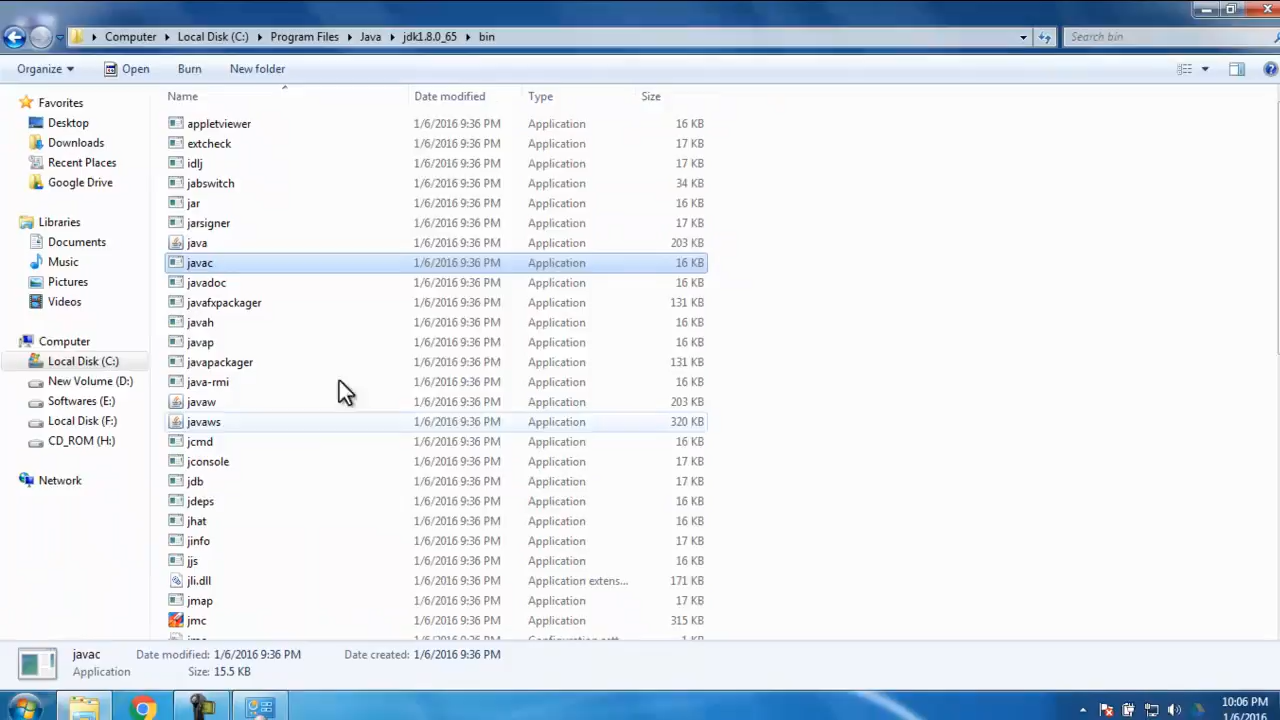 Computer Local Disk (C:) Program Files Java jdk1.8.0_65 bin Search bin
Organize Open Burn New folder
Name Date modified Type Size
Favorites
Desktop
Downloads
Recent Places
Google Drive
Libraries
Documents
Music
Pictures
Videos
Computer
Local Disk (C:)
New Volume (D:)
Softwares (E:)
Local Disk (F:)
CD_ROM (H:)
Network
appletviewer 1/6/2016 9:36 PM Application 16 KB
extcheck 1/6/2016 9:36 PM Application 17 KB
idlj 1/6/2016 9:36 PM Application 17 KB
jabswitch 1/6/2016 9:36 PM Application 34 KB
jar 1/6/2016 9:36 PM Application 16 KB
jarsigner 1/6/2016 9:36 PM Application 17 KB
java 1/6/2016 9:36 PM Application 203 KB
javac 1/6/2016 9:36 PM Application 16 KB
javadoc 1/6/2016 9:36 PM Application 16 KB
javafxpackager 1/6/2016 9:36 PM Application 131 KB
javah 1/6/2016 9:36 PM Application 16 KB
javap 1/6/2016 9:36 PM Application 16 KB
javapackager 1/6/2016 9:36 PM Application 131 KB
java-rmi 1/6/2016 9:36 PM Application 16 KB
javaw 1/6/2016 9:36 PM Application 203 KB
javaws 1/6/2016 9:36 PM Application 320 KB
jcmd 1/6/2016 9:36 PM Application 16 KB
jconsole 1/6/2016 9:36 PM Application 17 KB
jdb 1/6/2016 9:36 PM Application 17 KB
jdeps 1/6/2016 9:36 PM Application 16 KB
jhat 1/6/2016 9:36 PM Application 16 KB
jinfo 1/6/2016 9:36 PM Application 17 KB
jjs 1/6/2016 9:36 PM Application 16 KB
jli.dll 1/6/2016 9:36 PM Application extens... 171 KB
jmap 1/6/2016 9:36 PM Application 17 KB
jmc 1/6/2016 9:36 PM Application 315 KB
javac Date modified: 1/6/2016 9:36 PM Date created: 1/6/2016 9:36 PM
Application Size: 15.5 KB
10:06 PM
1/6/2016